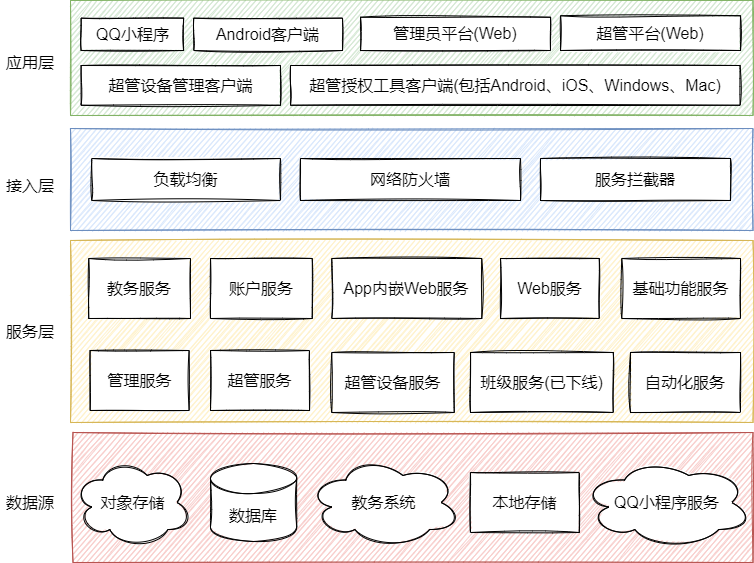 应用层
QQ小程序
Android客户端
管理员平台(Web)
超管平台(Web)
超管设备管理客户端
超管授权工具客户端(包括Android、iOS、Windows、Mac)
接入层
负载均衡
网络防火墙
服务拦截器
服务层
教务服务
账户服务
App内嵌Web服务
Web服务
基础功能服务
管理服务
超管服务
超管设备服务
班级服务(已下线)
自动化服务
数据源
对象存储
数据库
教务系统
本地存储
QQ小程序服务